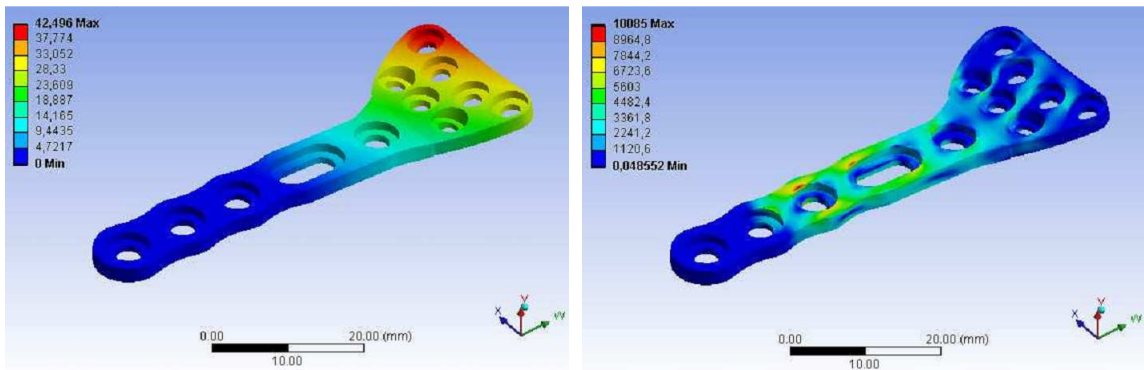 42,496 Max
37,774
33,052
28,33
23,609
18,887
14,165
9,4435
4,7217
0 Min
Y
X
0.00 20.00 (mm)
10.00
10085 Max
8964,8
7844,2
6723,6
5603
4482,4
3361,8
2241,2
1120,6
0,048552 Min
Y
X
0.00 20.00 (mm)
10.00